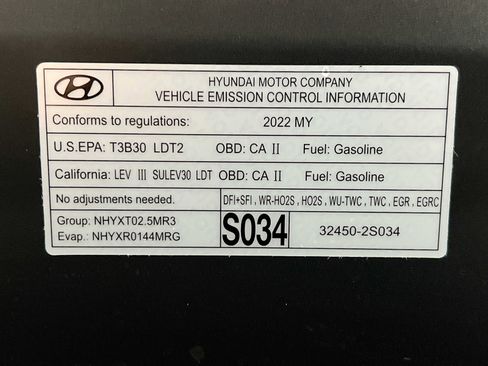 HYUNDAI MOTOR COMPANY
VEHICLE EMISSION CONTROL INFORMATION
Conforms to regulations: 2022 MY
U.S.EPA: T3B30 LDT2 OBD: CA II Fuel: Gasoline
California: LEV III SULEV30 LDT OBD: CA II Fuel: Gasoline
No adjustments needed. DFI+SFI , WR-HO2S , HO2S , WU-TWC , TWC , EGR , EGRC
Group: NHYXT02.5MR3
Evap.: NHYXR0144MRG
S034
32450-2S034